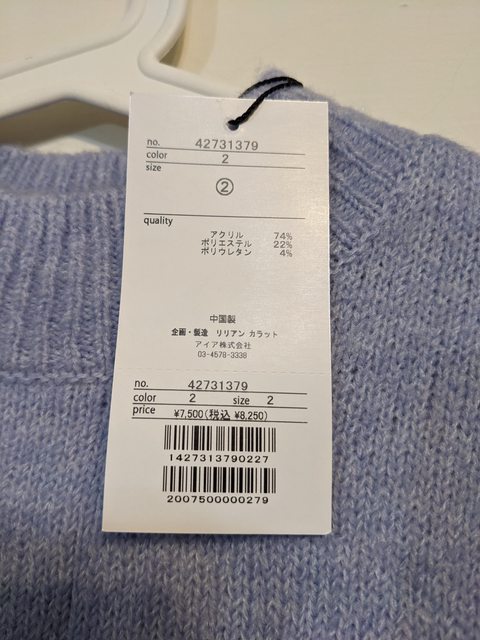 no. 42731379
color 2
size
②
quality
アクリル 74%
ポリエステル 22%
ポリウレタン 4%
中国製
企画・製造 リリアン カラット
アイア株式会社
03-4578-3338
no. 42731379
color 2 size 2
price ¥7,500(税込 ¥8,250)
1427313790227
2007500000279